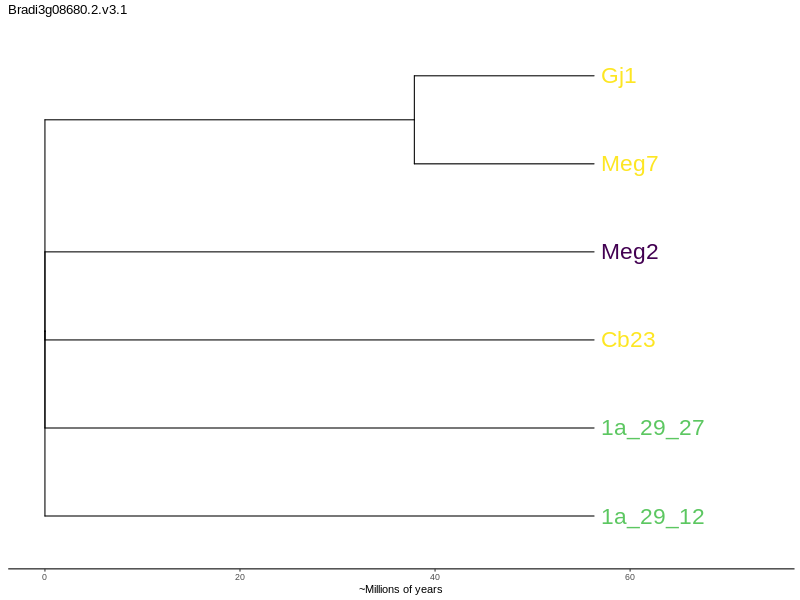 Bradi3g08680.2.v3.1
Gj1
Meg7
Meg2
Cb23
1a_29_27
1a_29_12
0 20 40 60
~Millions of years